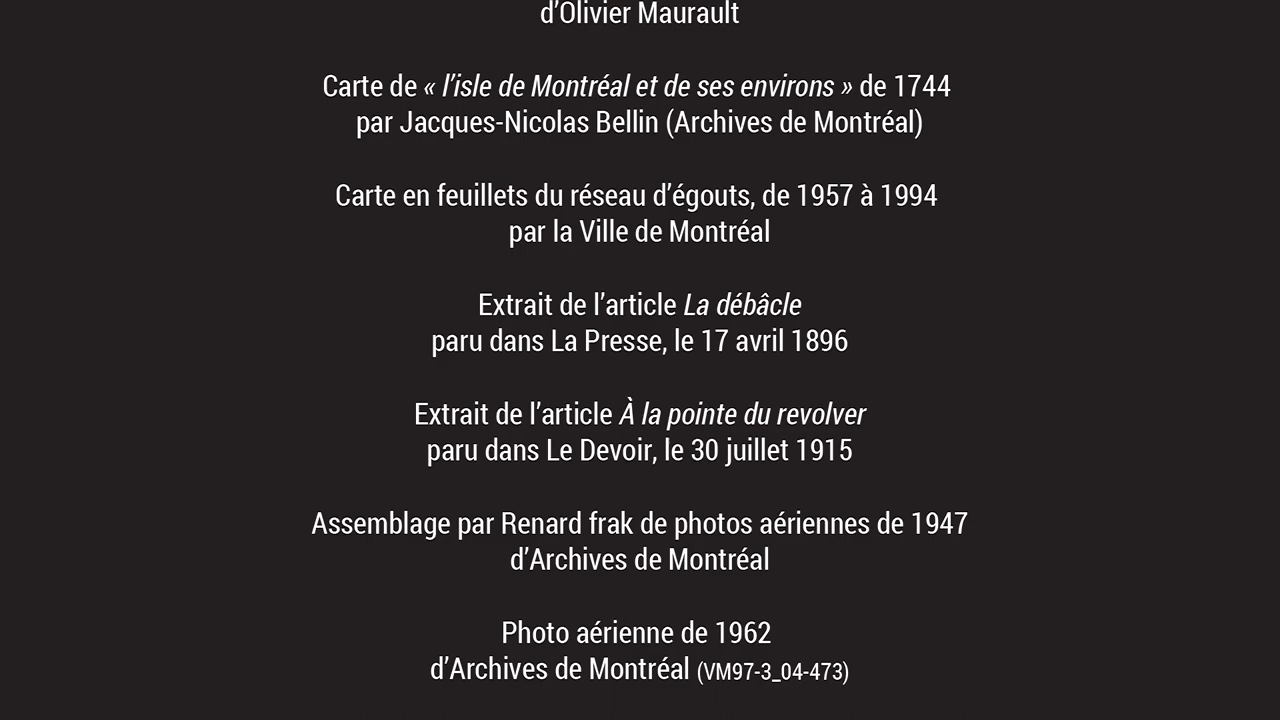 d’Olivier Maurault
Carte de « l’isle de Montréal et de ses environs » de 1744
par Jacques-Nicolas Bellin (Archives de Montréal)
Carte en feuillets du réseau d’égouts, de 1957 à 1994
par la Ville de Montréal
Extrait de l’article La débâcle
paru dans La Presse, le 17 avril 1896
Extrait de l’article À la pointe du revolver
paru dans Le Devoir, le 30 juillet 1915
Assemblage par Renard frak de photos aériennes de 1947
d’Archives de Montréal
Photo aérienne de 1962
d’Archives de Montréal (VM97-3_04-473)